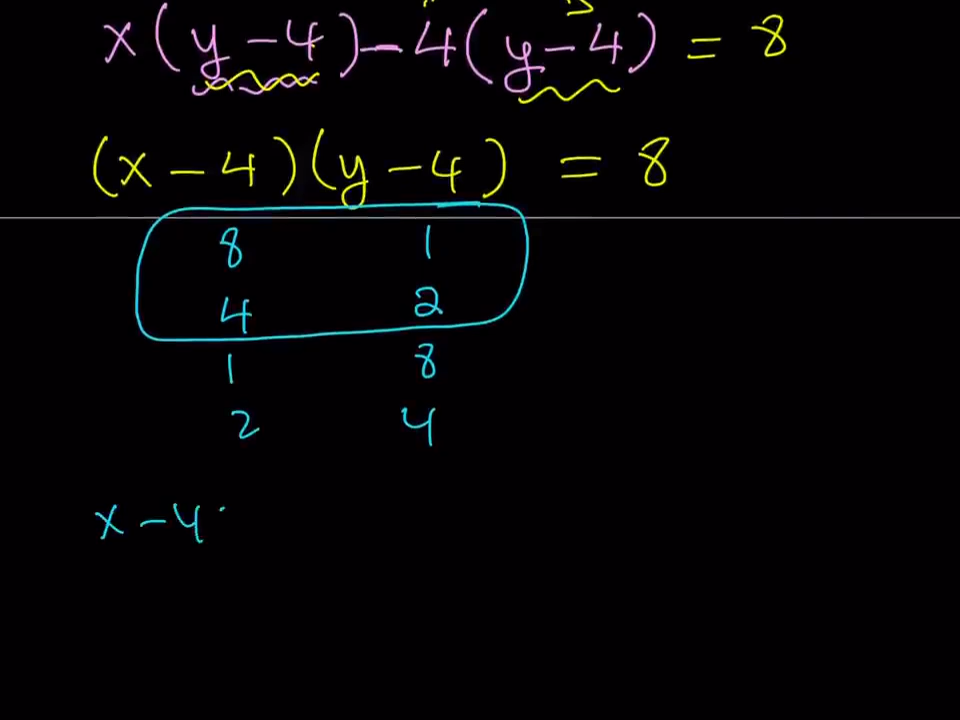 x(y-4)-4(y-4) = 8
(x-4)(y-4) = 8
8 1
4 2
1 8
2 4
x-4